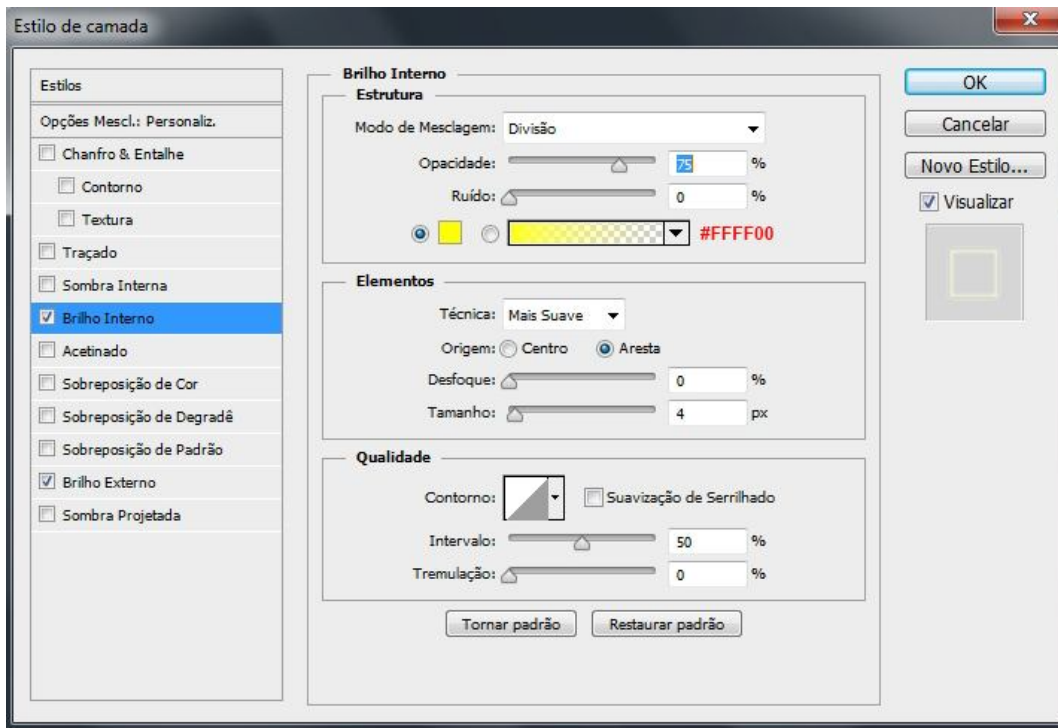 Estilo de camada
Estilos
Opções Mescl.: Personaliz.
Chanfro & Entalhe
Contorno
Textura
Traçado
Sombra Interna
Brilho Interno
Acetinado
Sobreposição de Cor
Sobreposição de Degradê
Sobreposição de Padrão
Brilho Externo
Sombra Projetada
Brilho Interno
Estrutura
Modo de Mesclagem: Divisão
Opacidade: 75 %
Ruído: 0 %
#FFFF00
Elementos
Técnica: Mais Suave
Origem: Centro Aresta
Desfoque: 0 %
Tamanho: 4 px
Qualidade
Contorno: Suavização de Serrilhado
Intervalo: 50 %
Tremulação: 0 %
Tornar padrão Restaurar padrão
OK
Cancelar
Novo Estilo...
Visualizar